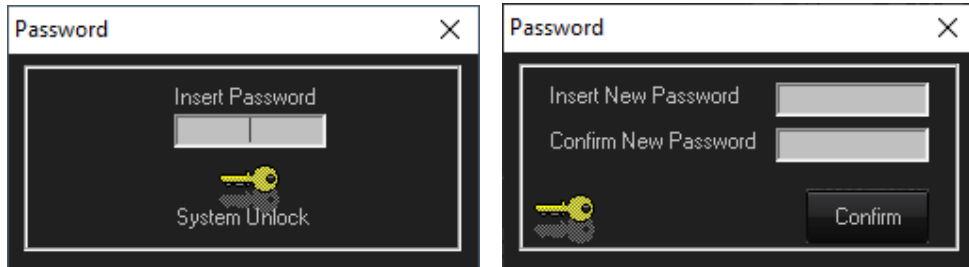 Password
Insert Password
System Unlock
Password
Insert New Password
Confirm New Password
Confirm